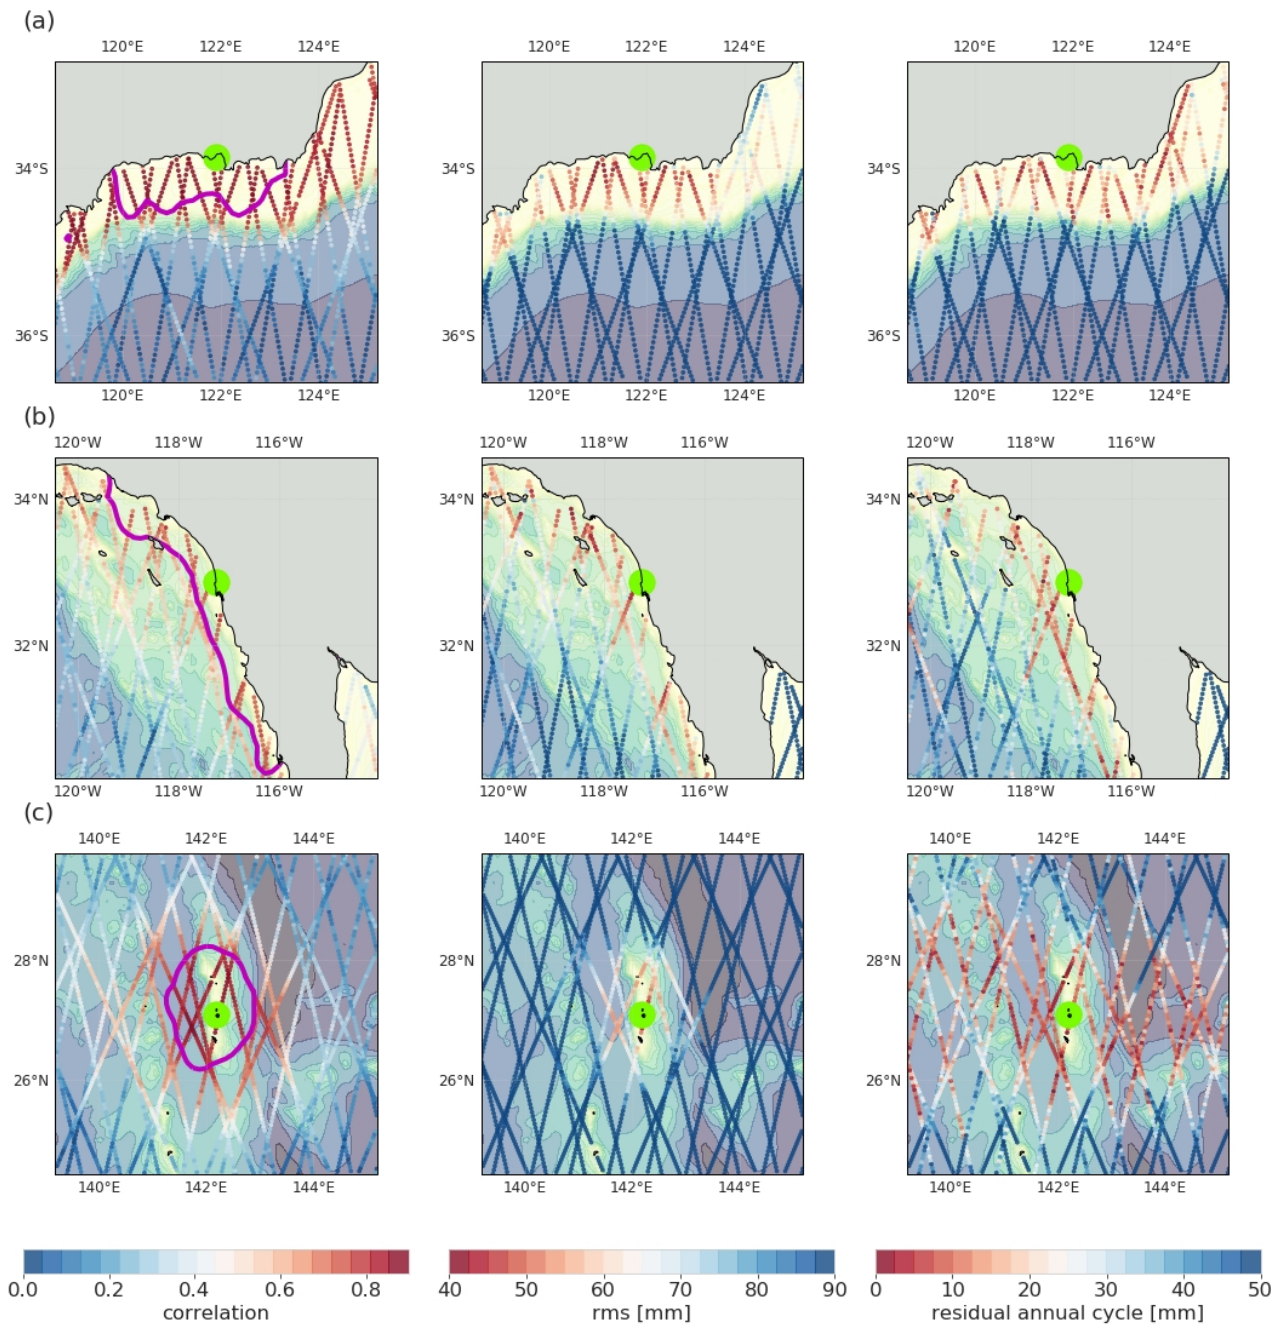 (a)
120°E 122°E 124°E 120°E 122°E 124°E 120°E 122°E 124°E
34°S 34°S 34°S
36°S 36°S 36°S
120°E 122°E 124°E 120°E 122°E 124°E 120°E 122°E 124°E
(b)
120°W 118°W 116°W 120°W 118°W 116°W 120°W 118°W 116°W
34°N 34°N 34°N
32°N 32°N 32°N
120°W 118°W 116°W 120°W 118°W 116°W 120°W 118°W 116°W
(c)
140°E 142°E 144°E 140°E 142°E 144°E 140°E 142°E 144°E
28°N 28°N 28°N
26°N 26°N 26°N
140°E 142°E 144°E 140°E 142°E 144°E 140°E 142°E 144°E
0.0 0.2 0.4 0.6 0.8 40 50 60 70 80 90 0 10 20 30 40 50
correlation rms [mm] residual annual cycle [mm]